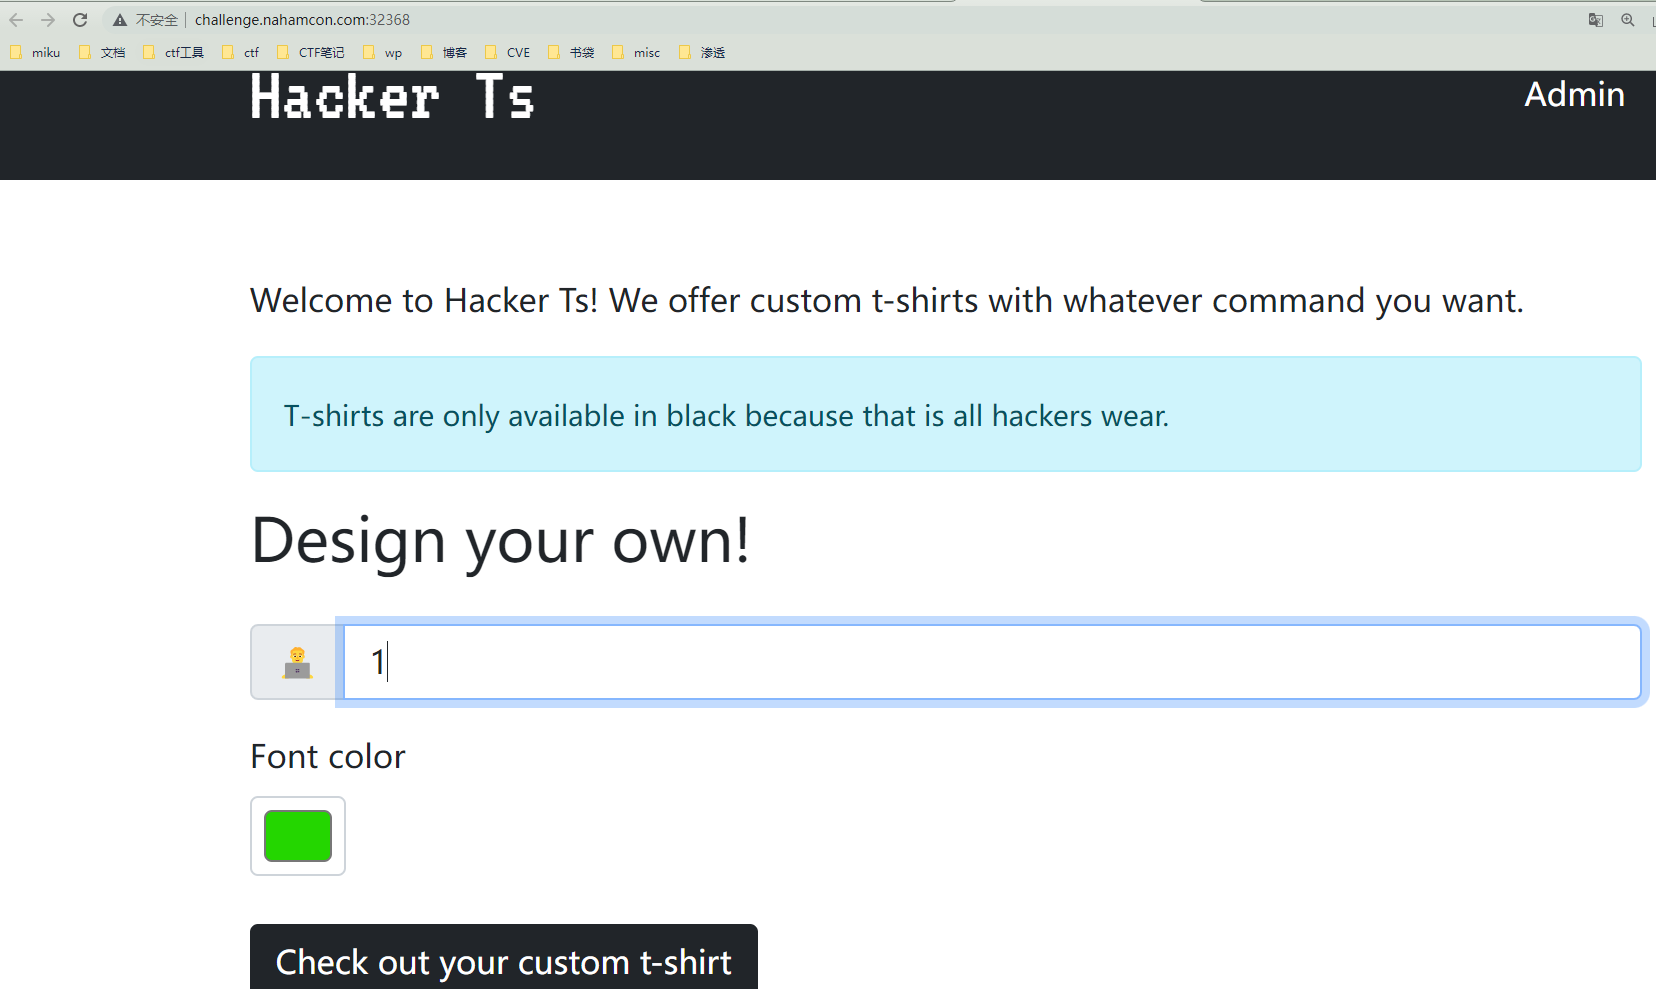 不安全 challenge.nahamcon.com:32368
miku 文档 ctf工具 ctf CTF笔记 wp 博客 CVE 书袋 misc 渗透
Hacker Ts Admin
Welcome to Hacker Ts! We offer custom t-shirts with whatever command you want.
T-shirts are only available in black because that is all hackers wear.
Design your own!
1
Font color
Check out your custom t-shirt